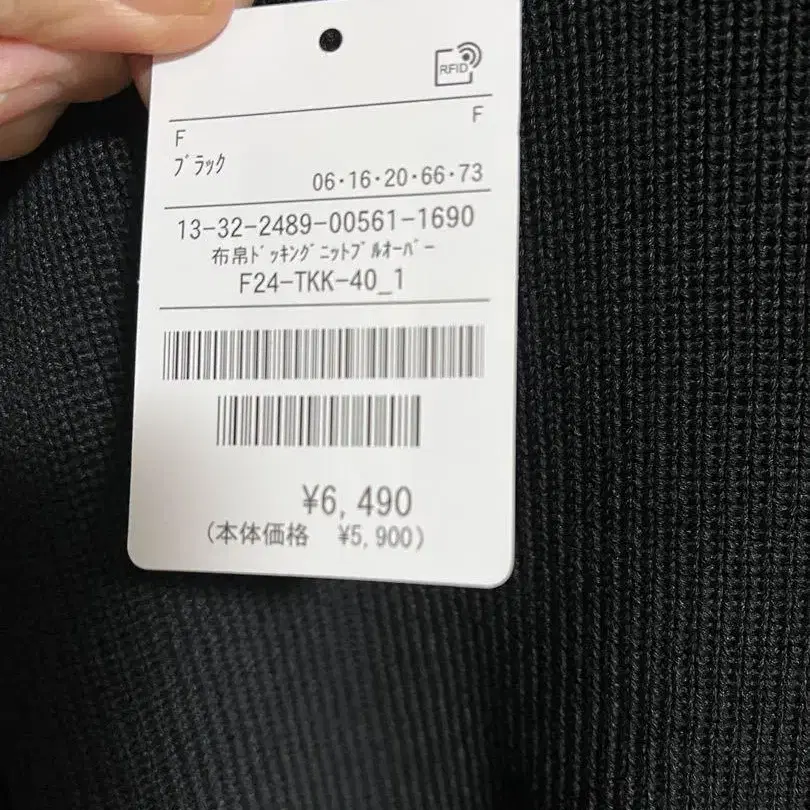 RFID
F
F
ﾌﾞﾗｯｸ
06・16・20・66・73
13-32-2489-00561-1690
布帛ﾄﾞｯｷﾝｸﾞﾆｯﾄﾌﾟﾙｵｰﾊﾞｰ
F24-TKK-40_1
¥6,490
(本体価格 ¥5,900)